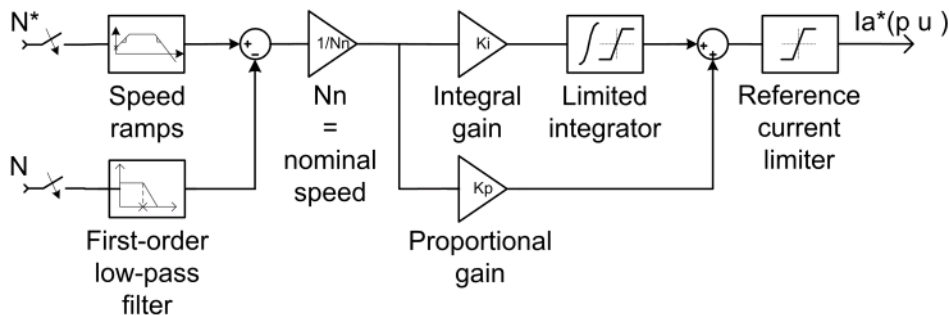 N*
Speed
ramps
+
-
1/Nn
Nn
=
nominal
speed
Ki
Integral
gain
Limited
integrator
+
+
Reference
current
limiter
Ia*(p u )
N
First-order
low-pass
filter
Kp
Proportional
gain